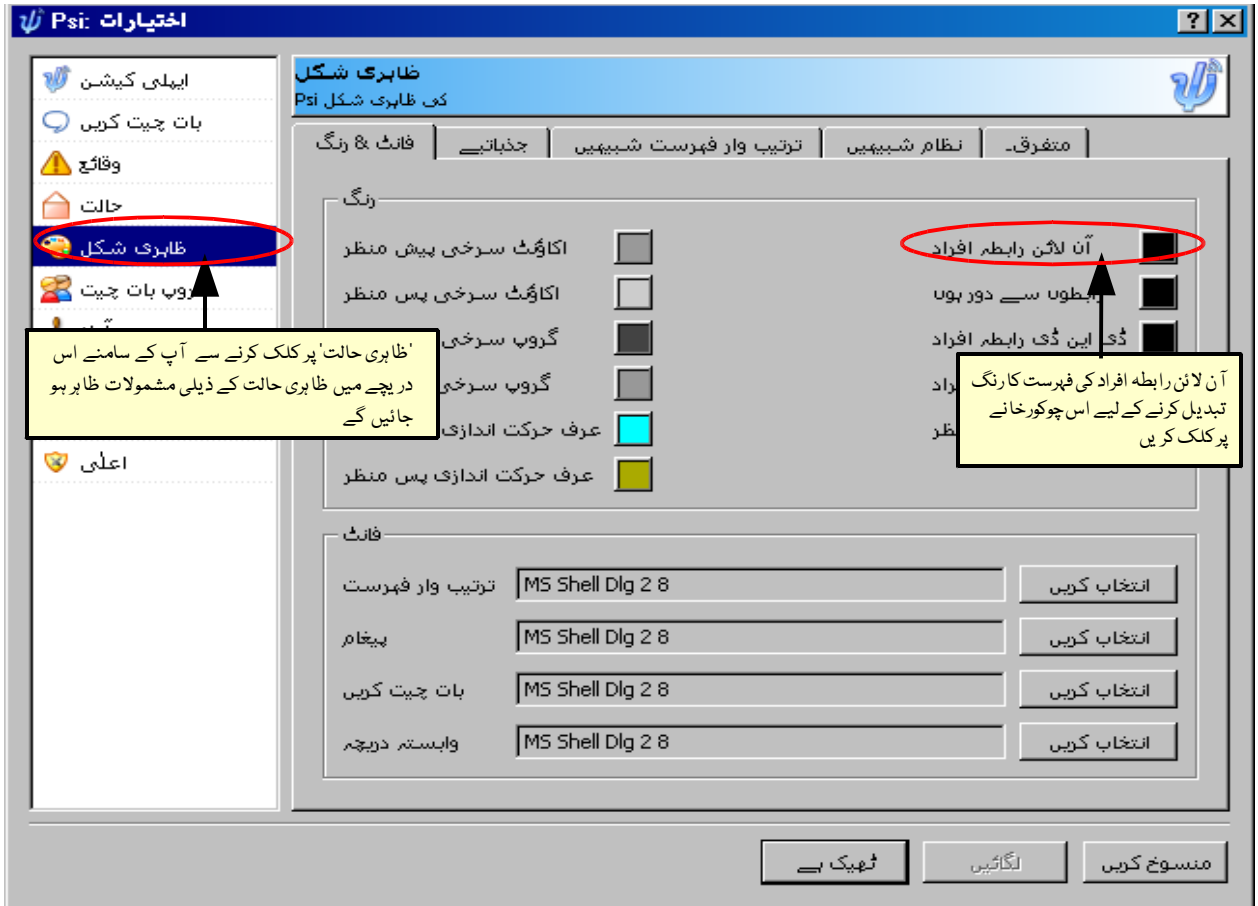 Psi: اختیارات
ایپلی کیشن
بات چیت کریں
وقائع
حالت
ظاہری شکل
روپ بات چیت
اعلٰی
ظاہری شکل
Psi کی ظاہری شکل
فانٹ & رنگ
جذباتیے
ترتیب وار فہرست شبیہیں
نظام شبیہیں
متفرق۔
رنگ
اکاؤنٹ سرخی پیش منظر
آن لائن رابطہ افراد
اکاؤنٹ سرخی پس منظر
رابطوں سے دور ہوں
گروپ سرخی
ڈی این ڈی رابطہ افراد
گروپ سرخی
راد
عرف حرکت اندازی
نظر
عرف حرکت اندازی پس منظر
'ظاہری حالت' پر کلک کرنے سے آپ کے سامنے اس
دریچے میں ظاہری حالت کے ذیلی مشمولات ظاہر ہو
جائیں گے
آن لائن رابطہ افراد کی فہرست کا رنگ
تبدیل کرنے کے لیے اس چوکور خانے
پر کلک کریں
فانٹ
ترتیب وار فہرست MS Shell Dlg 2 8 انتخاب کریں
پیغام MS Shell Dlg 2 8 انتخاب کریں
بات چیت کریں MS Shell Dlg 2 8 انتخاب کریں
وابستہ دریچہ MS Shell Dlg 2 8 انتخاب کریں
ٹھیک ہے
لگائیں
منسوخ کریں